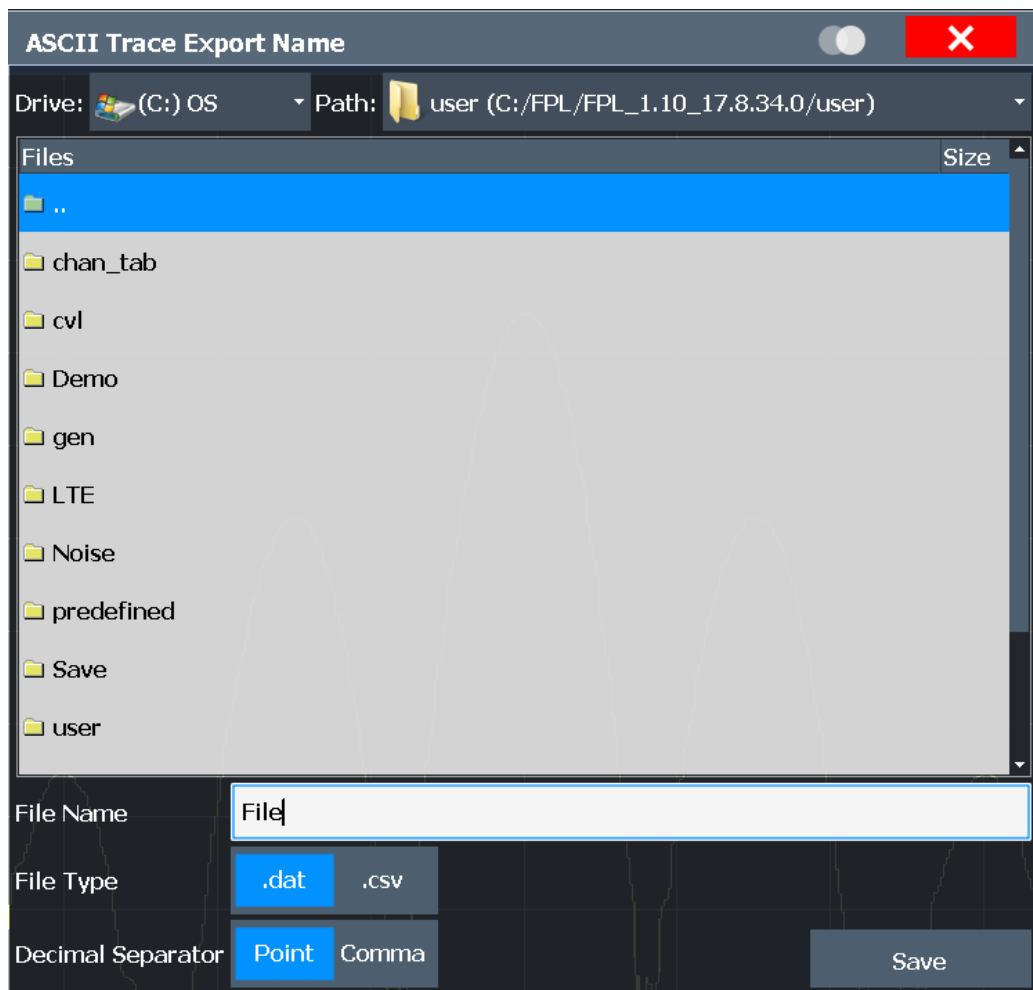 ASCII Trace Export Name
Drive: (C:) OS Path: user (C:/FPL/FPL_1.10_17.8.34.0/user)
Files Size
..
chan_tab
cvl
Demo
gen
LTE
Noise
predefined
Save
user
File Name File
File Type .dat .csv
Decimal Separator Point Comma Save